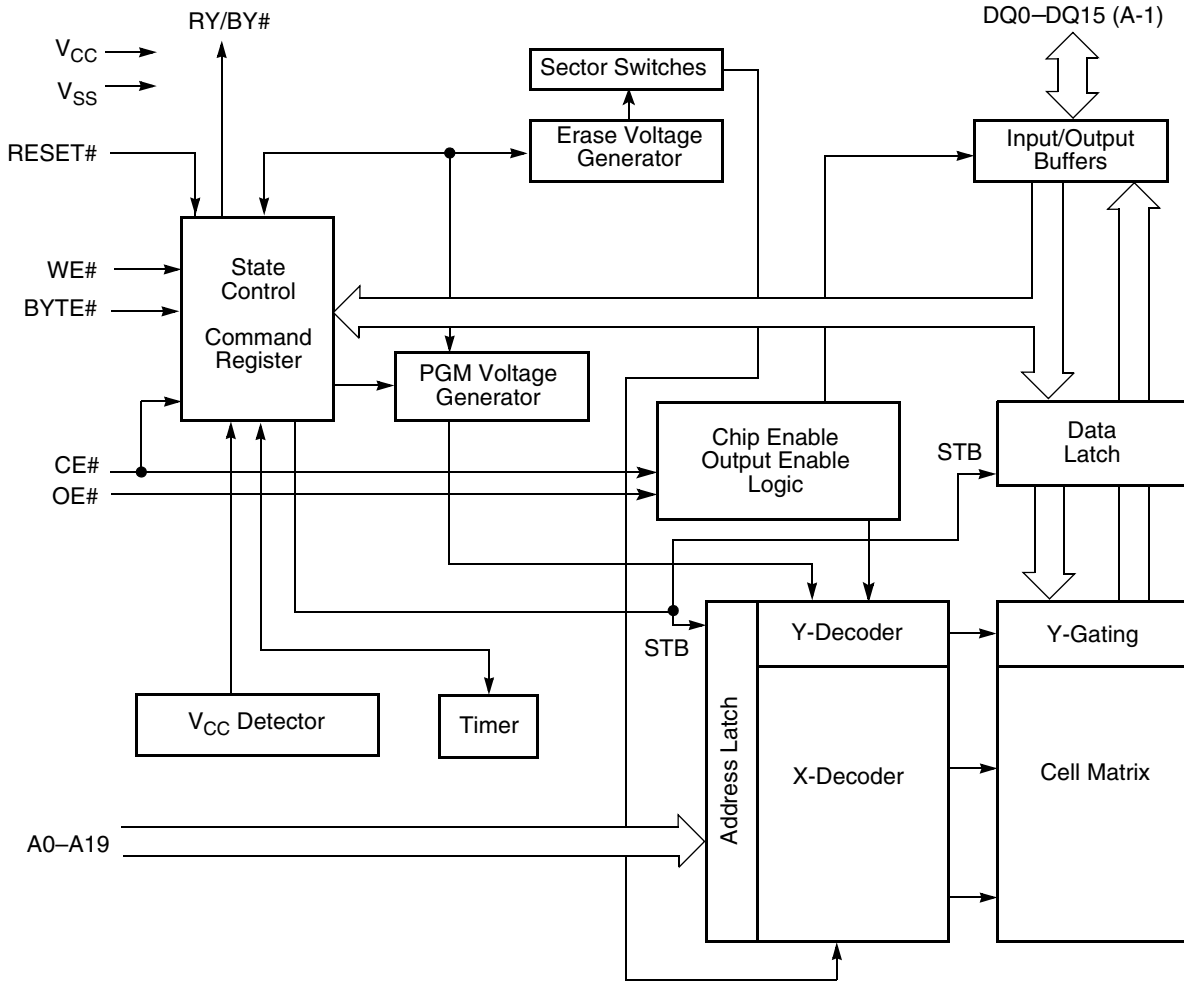 RY/BY#
DQ0–DQ15 (A-1)
VCC
VSS
Sector Switches
RESET#
Erase Voltage
Generator
Input/Output
Buffers
WE#
BYTE#
State
Control
Command
Register
PGM Voltage
Generator
CE#
OE#
Chip Enable
Output Enable
Logic
STB
Data
Latch
STB
Y-Decoder
Y-Gating
VCC Detector
Timer
Address Latch
X-Decoder
Cell Matrix
A0–A19